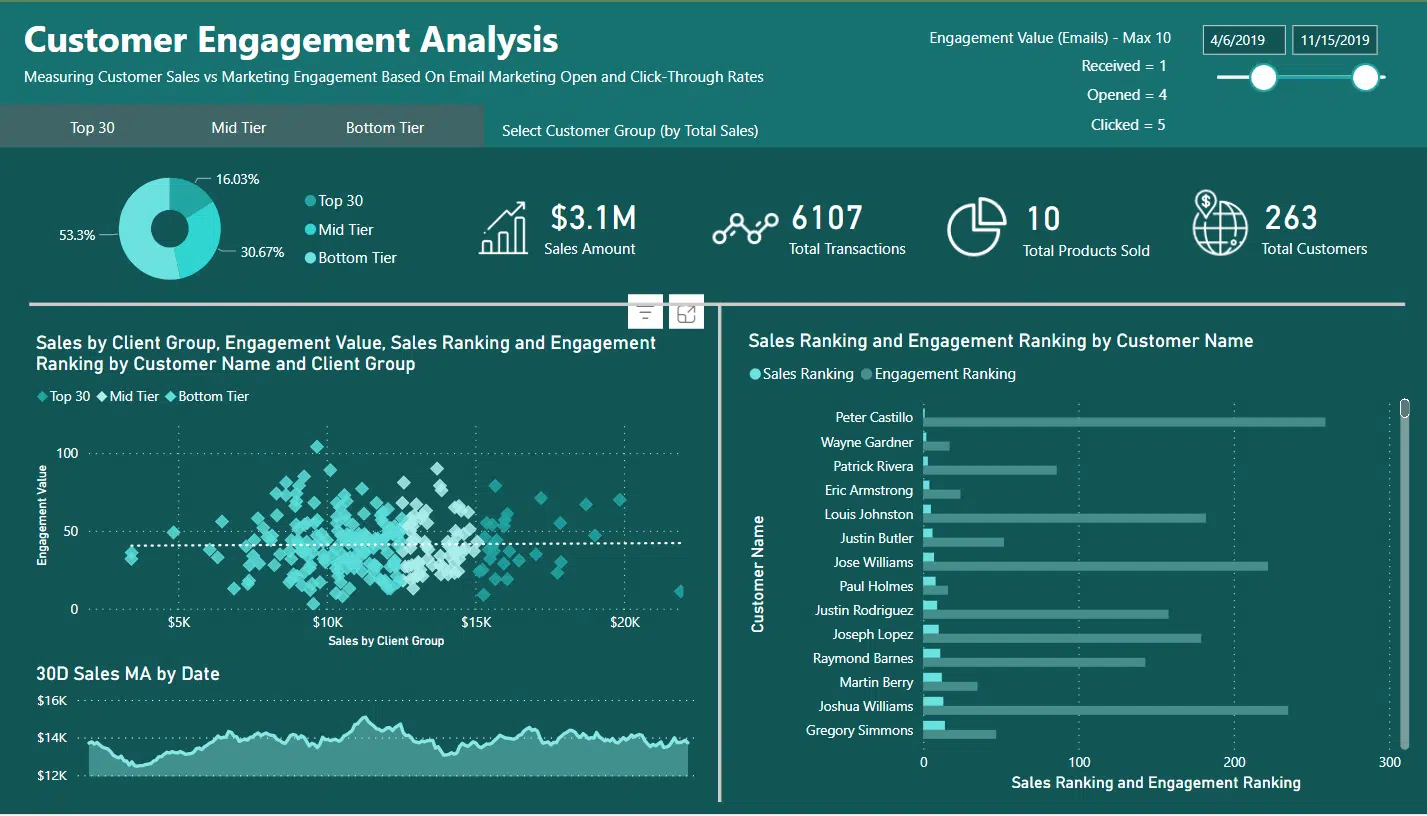 Customer Engagement Analysis
Measuring Customer Sales vs Marketing Engagement Based On Email Marketing Open and Click-Through Rates
Engagement Value (Emails) - Max 10
Received = 1
Opened = 4
Clicked = 5
4/6/2019
11/15/2019
Top 30
Mid Tier
Bottom Tier
Select Customer Group (by Total Sales)
16.03%
53.3%
30.67%
Top 30
Mid Tier
Bottom Tier
$3.1M
Sales Amount
6107
Total Transactions
10
Total Products Sold
$
263
Total Customers
Sales by Client Group, Engagement Value, Sales Ranking and Engagement
Ranking by Customer Name and Client Group
Top 30 Mid Tier Bottom Tier
Engagement Value
100
50
0
$5K $10K $15K $20K
Sales by Client Group
30D Sales MA by Date
$16K
$14K
$12K
Sales Ranking and Engagement Ranking by Customer Name
Sales Ranking Engagement Ranking
Customer Name
Peter Castillo
Wayne Gardner
Patrick Rivera
Eric Armstrong
Louis Johnston
Justin Butler
Jose Williams
Paul Holmes
Justin Rodriguez
Joseph Lopez
Raymond Barnes
Martin Berry
Joshua Williams
Gregory Simmons
0 100 200 300
Sales Ranking and Engagement Ranking